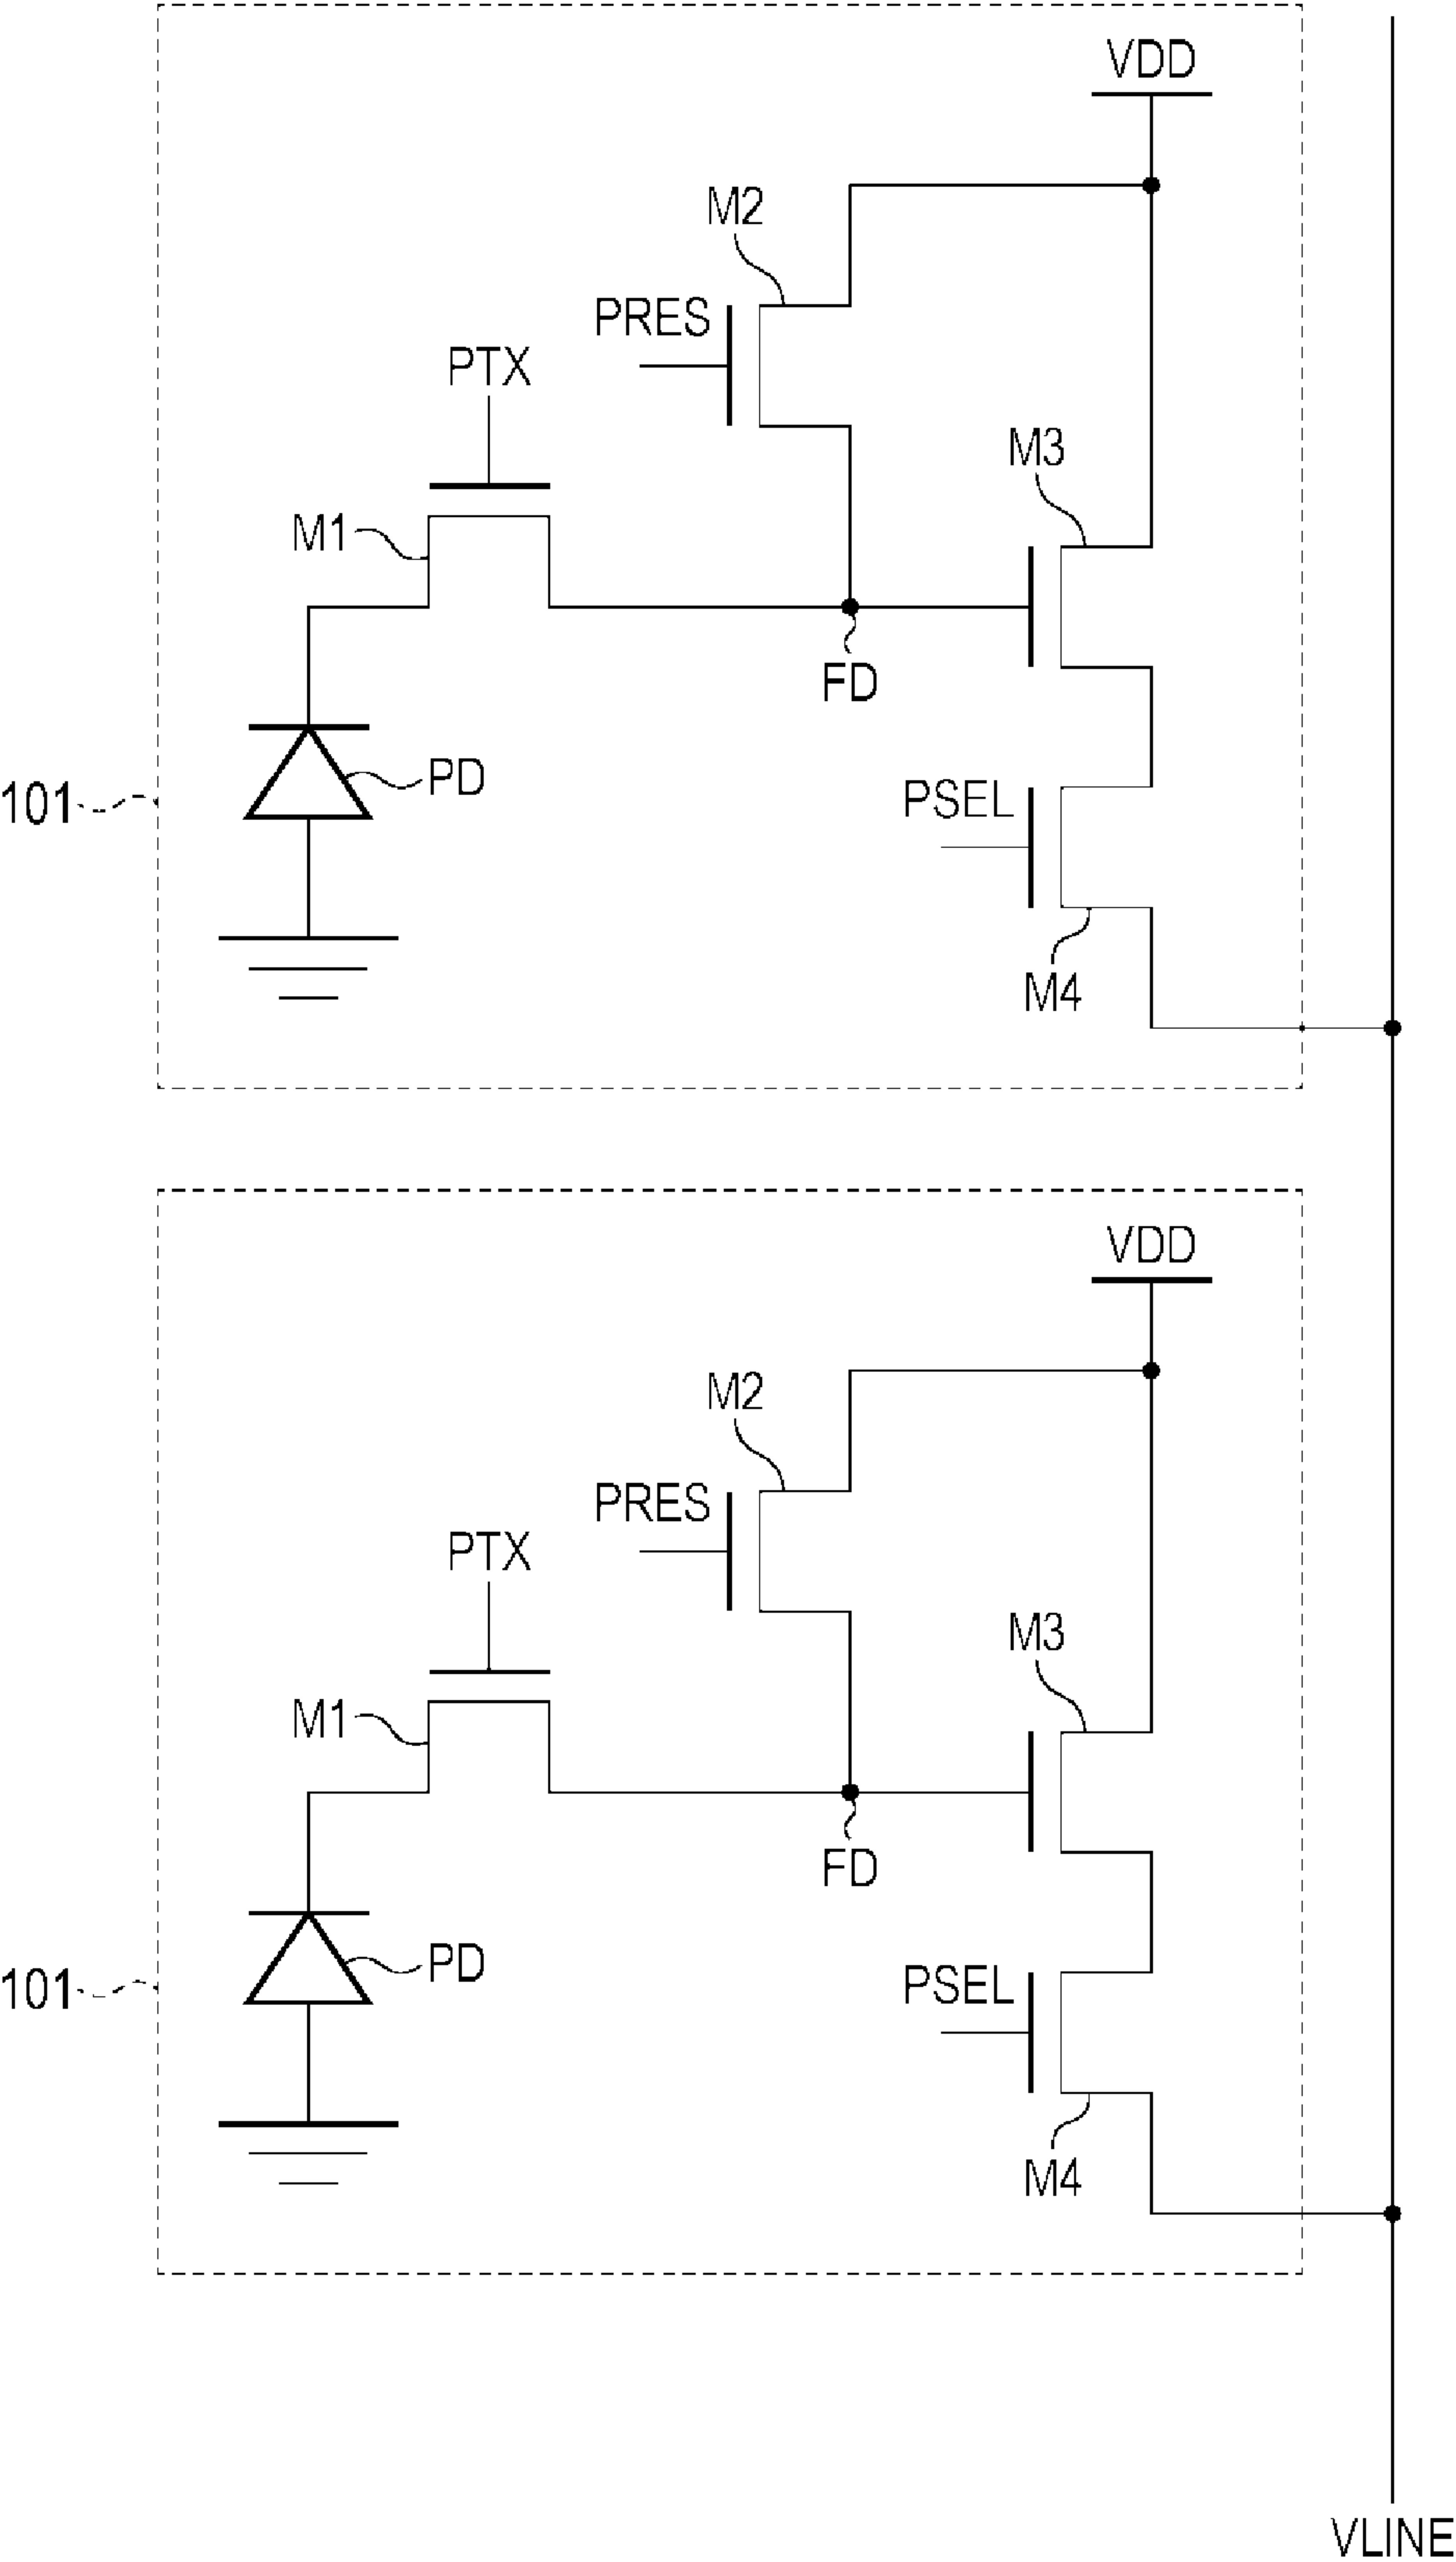 VDD
M2
PRES
PTX
M3
M1
FD
PD
PSEL
101
M4
VDD
M2
PRES
PTX
M3
M1
FD
PD
PSEL
101
M4
VLINE